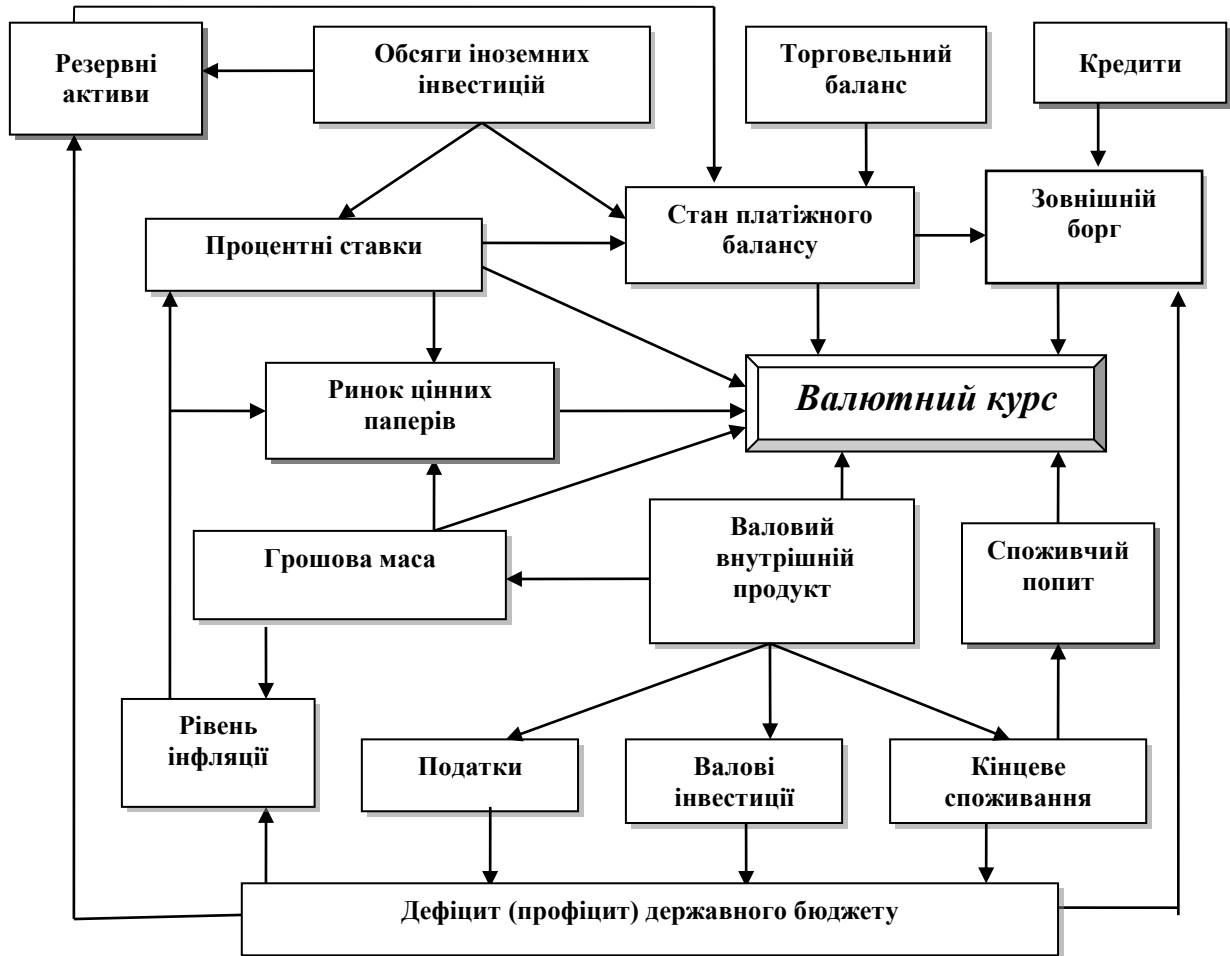 Резервні
активи
Обсяги іноземних
інвестицій
Торговельний
баланс
Кредити
Процентні ставки
Стан платіжного
балансу
Зовнішній
борг
Ринок цінних
паперів
Валютний курс
Грошова маса
Валовий
внутрішній
продукт
Споживчий
попит
Рівень
інфляції
Податки
Валові
інвестиції
Кінцеве
споживання
Дефіцит (профіцит) державного бюджету